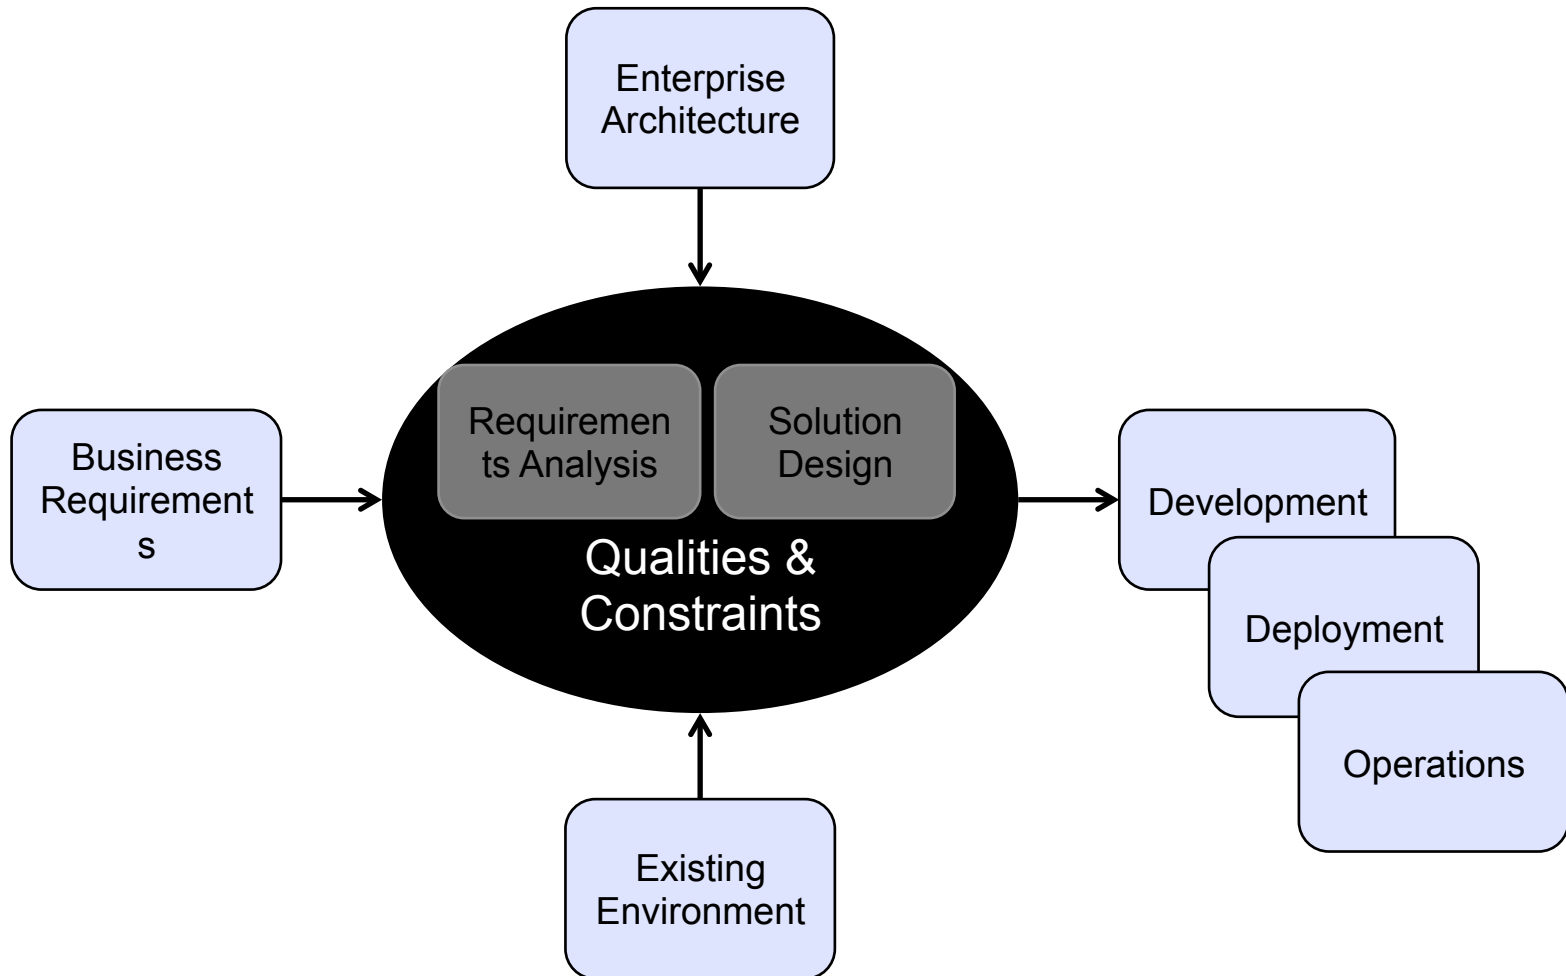 Enterprise
Architecture
Requiremen
ts Analysis
Solution
Design
Business
Requirement
s
Qualities &
Constraints
Development
Deployment
Operations
Existing
Environment